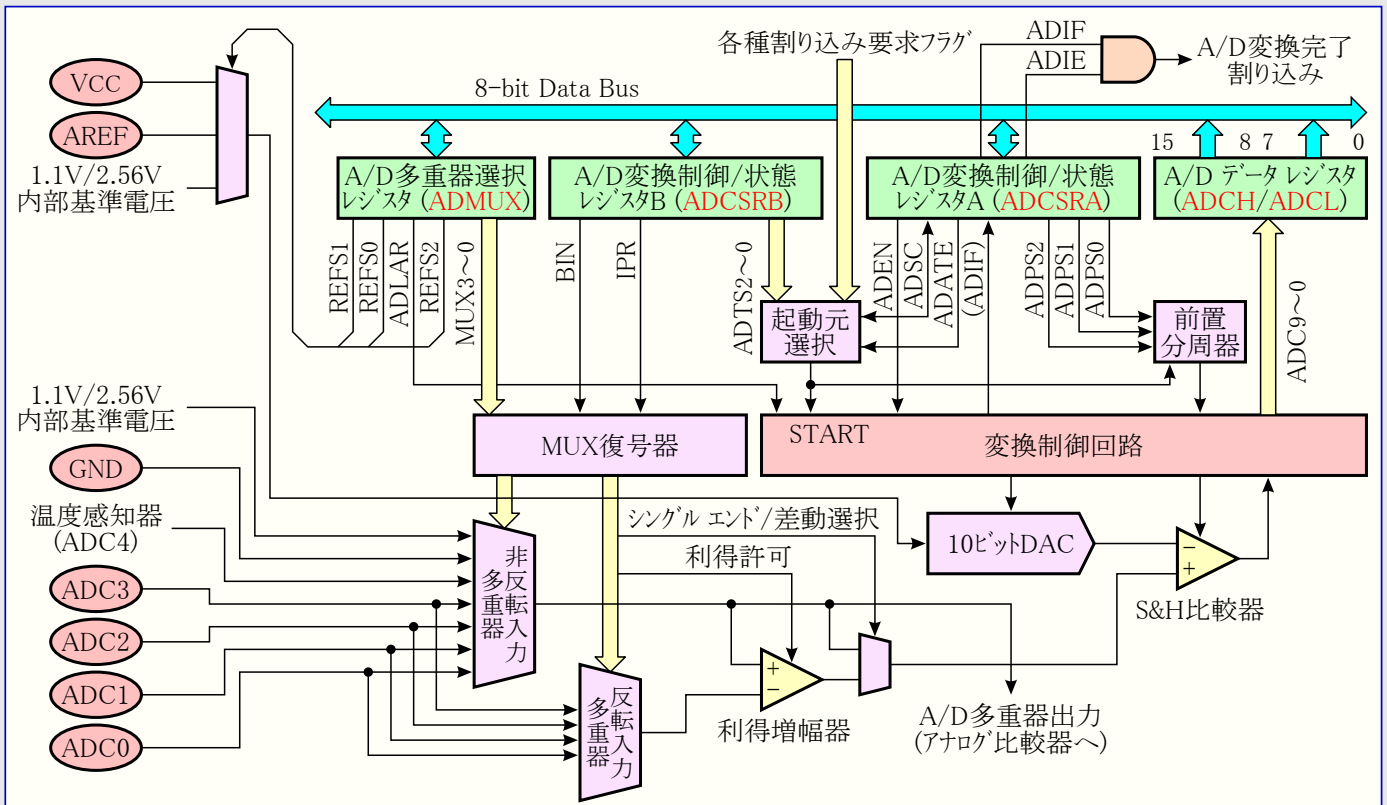 各種割り込み要求フラグ
ADIF
ADIE
A/D変換完了
割り込み
VCC
AREF
1.1V/2.56V
内部基準電圧
8-bit Data Bus
15
8 7
0
A/D多重器選択
レジスタ (ADMUX)
A/D変換制御/状態
レジスタB (ADCSRB)
A/D変換制御/状態
レジスタA (ADCSRA)
A/D データ レジスタ
(ADCH/ADCL)
REFS1
REFS0
ADLAR
REFS2
MUX3～0
BIN
IPR
ADTS2～0
ADEN
ADSC
ADATE
(ADIF)
ADPS2
ADPS1
ADPS0
ADC9～0
起動元
選択
前置
分周器
1.1V/2.56V
内部基準電圧
GND
温度感知器
(ADC4)
ADC3
ADC2
ADC1
ADC0
MUX復号器
START
変換制御回路
シングル エンド/差動選択
利得許可
10ビットDAC
非反転入力
多重器
反転入力
多重器
+
−
利得増幅器
−
+
S&H比較器
A/D多重器出力
(アナログ比較器へ)